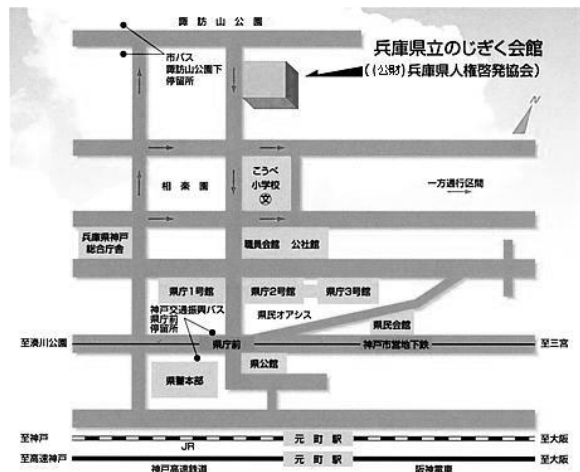 諏訪山公園
市バス
諏訪山公園下
停留所
兵庫県立のじぎく会館
((公財)兵庫県人権啓発協会)
N
こうべ
小学校
文
相楽園
一方通行区間
兵庫県神戸
総合庁舎
職員会館 公社館
県庁1号館
県庁2号館
県庁3号館
神戸交通振興バス
県庁前
停留所
県民オアシス
県民会館
至湊川公園
県庁前
神戸市営地下鉄
至三宮
県公館
県警本部
至神戸
元町駅
至大阪
JR
至高速神戸
元町駅
至大阪
神戸高速鉄道
阪神電車